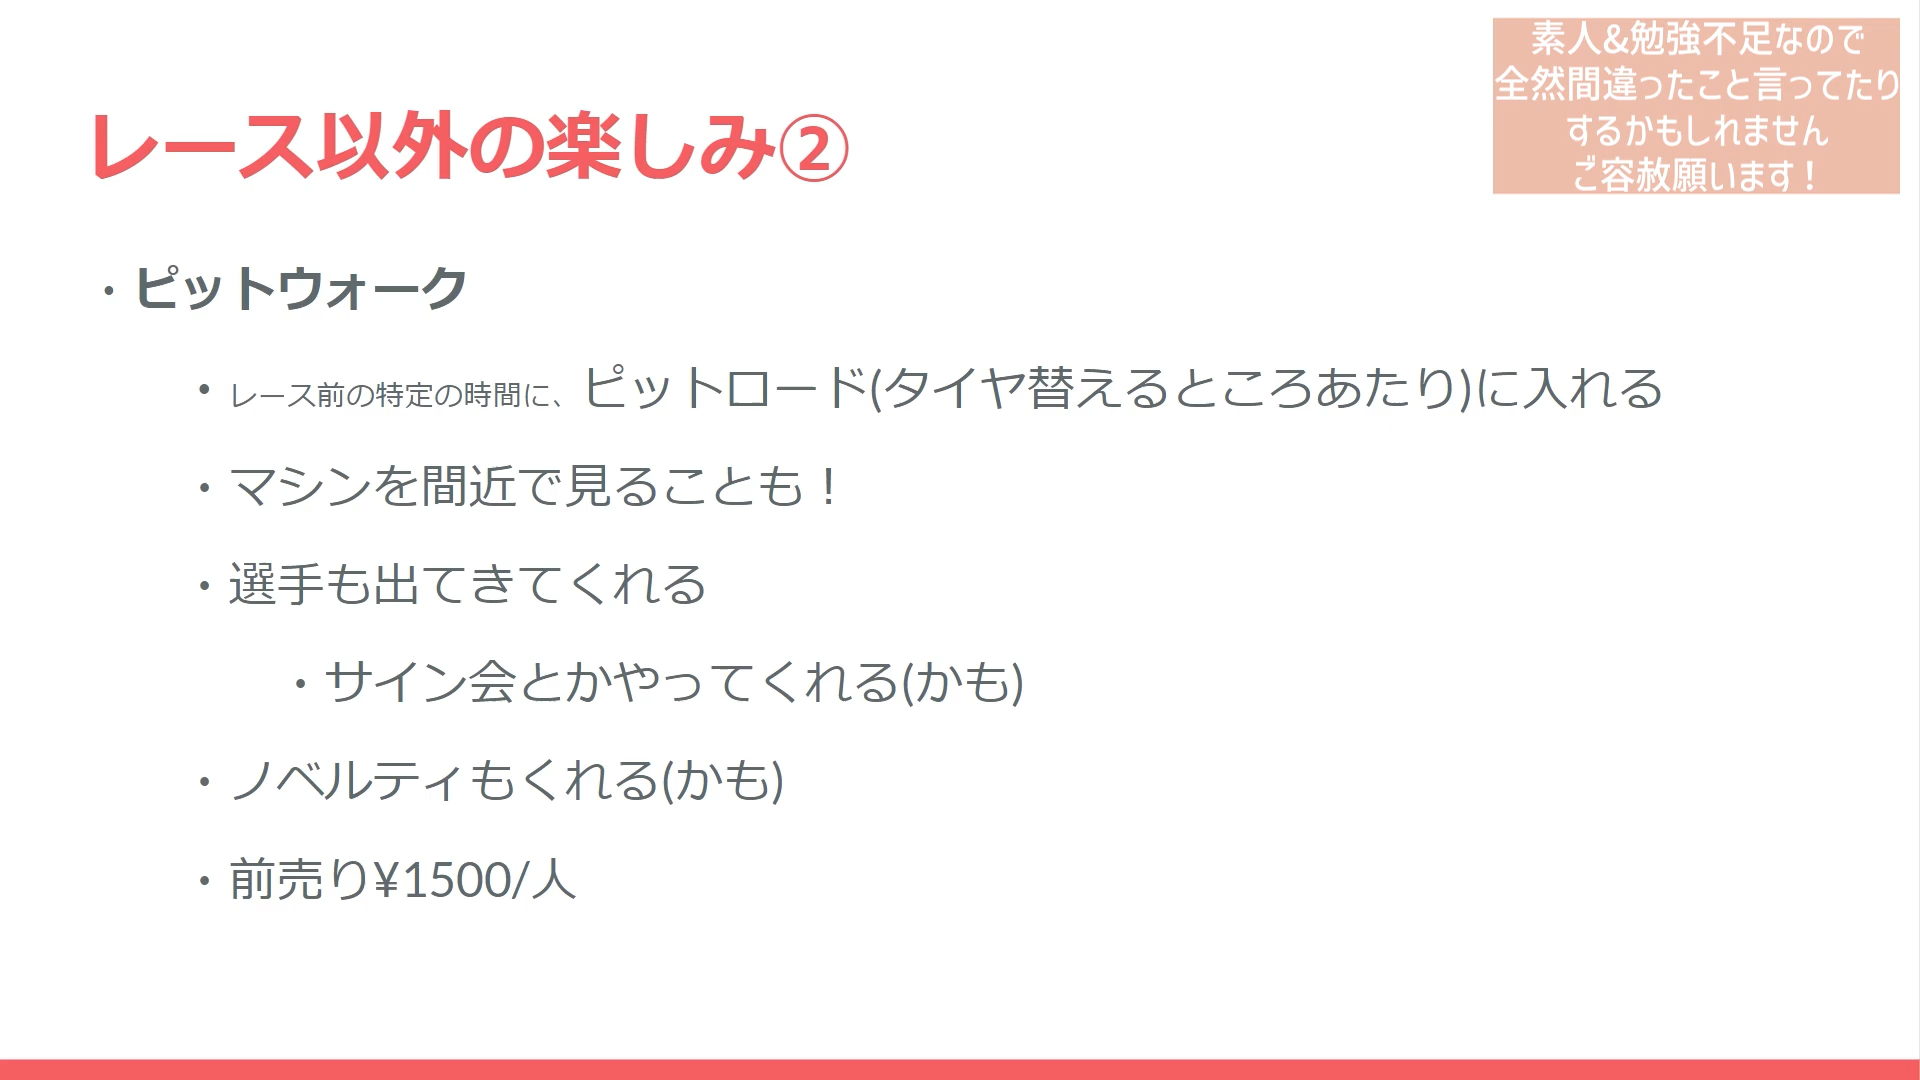 素人&勉強不足なので
全然間違ったこと言ってたり
するかもしれません
ご容赦願います！
レース以外の楽しみ②
・ピットウォーク
・レース前の特定の時間に、ピットロード(タイヤ替えるところあたり)に入れる
・マシンを間近で見ることも！
・選手も出てきてくれる
・サイン会とかやってくれる(かも)
・ノベルティもくれる(かも)
・前売り¥1500/人